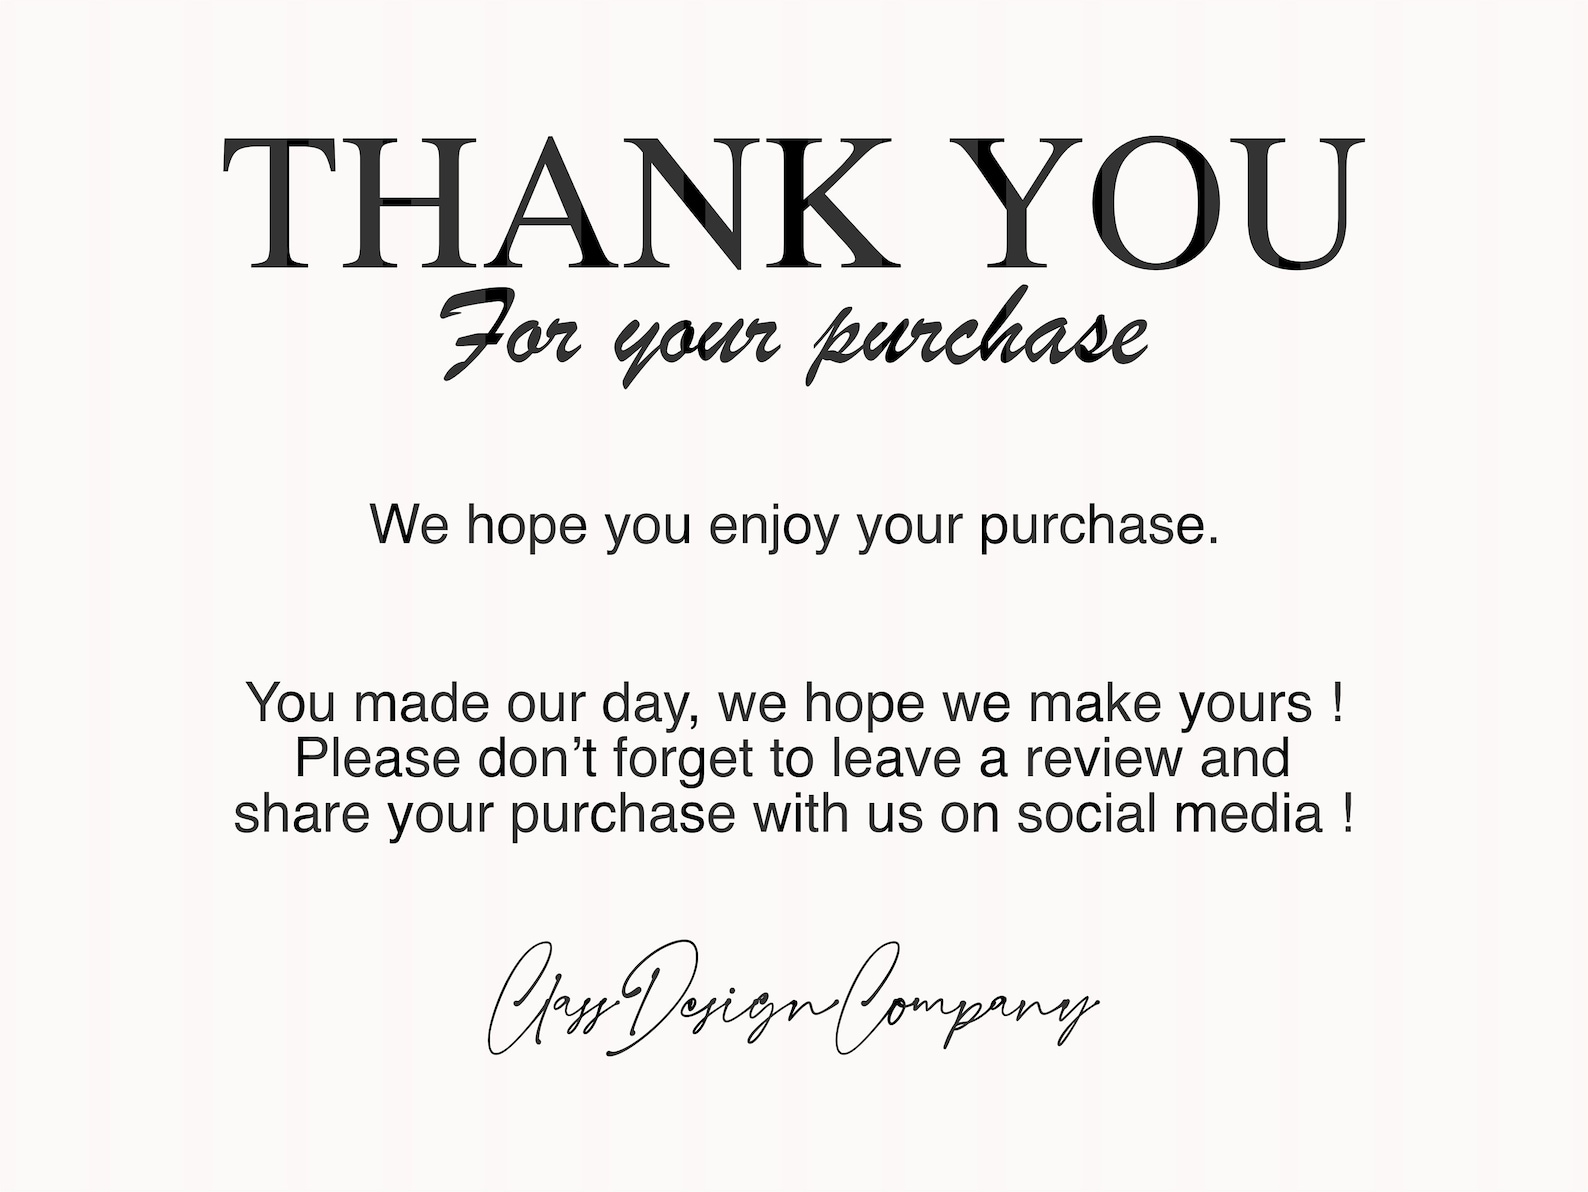 THANK YOU
For your purchase
We hope you enjoy your purchase.
You made our day, we hope we make yours !
Please don’t forget to leave a review and
share your purchase with us on social media !
ClassDesignCompany